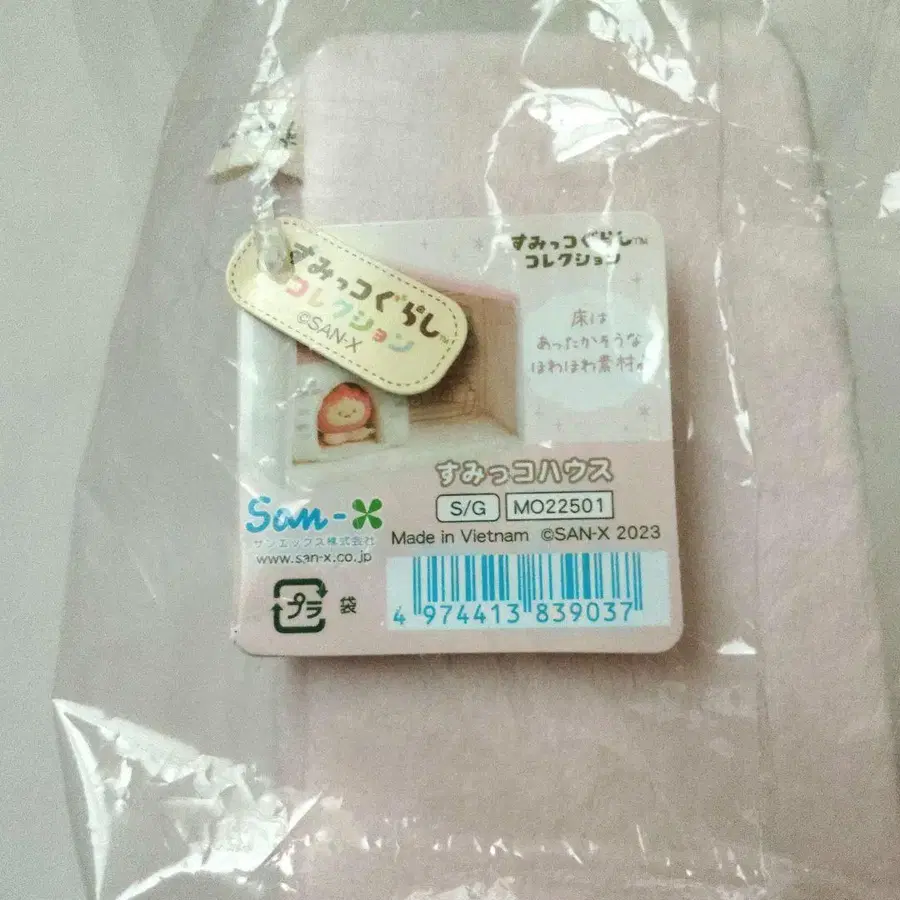 すみっコぐらし™
コレクション
©SAN-X
すみっコぐらし™
コレクション
床は
あったかそうな
ほわほわ素材
すみっコハウス
S/G MO22501
Made in Vietnam ©SAN-X 2023
San-X
サンエックス株式会社
www.san-x.co.jp
プラ 袋
4 974413 839037